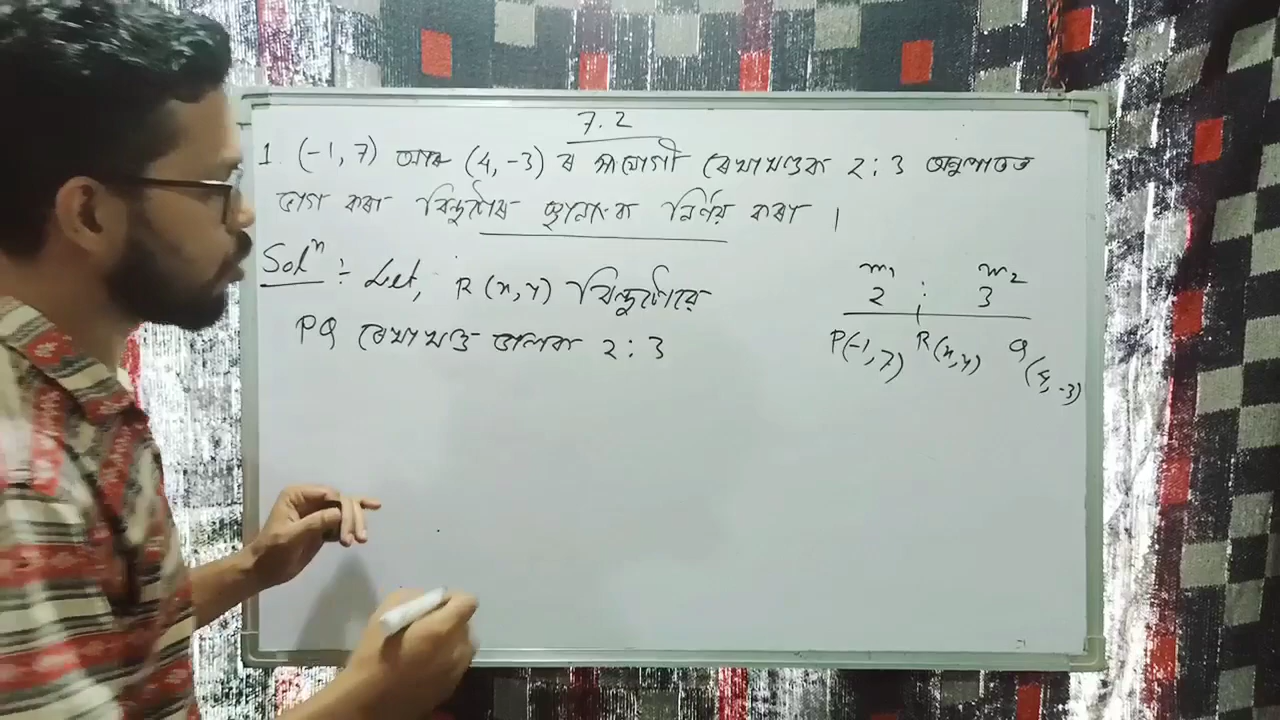 7.2
1. (-1, 7) আৰু (4, -3) ৰ সংযোগী ৰেখাখণ্ডক 2 : 3 অনুপাতত
ভাগ কৰা বিন্দুটোৰ স্থানাংক নিৰ্ণয় কৰা ।
Solⁿ :- Let, R(x, y) বিন্দুটোৱে
PQ ৰেখাখণ্ড ডালক 2 : 3
m₁ m₂
2 : 3
P(-1, 7) R(x, y) Q(4, -3)